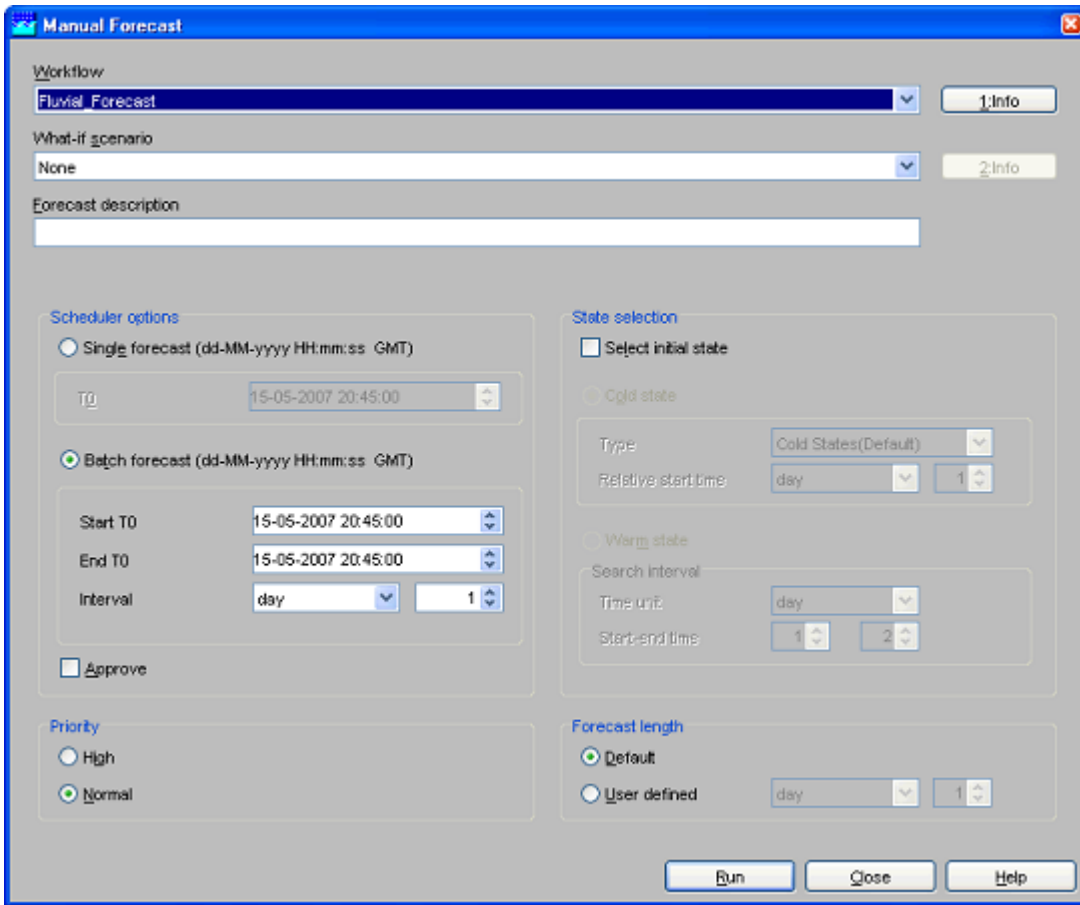 Manual Forecast
Workflow
Fluvial_Forecast
1:Info
What-if scenario
None
2:Info
Forecast description
Scheduler options
Single forecast (dd-MM-yyyy HH:mm:ss GMT)
T0
15-05-2007 20:45:00
Batch forecast (dd-MM-yyyy HH:mm:ss GMT)
Start T0
15-05-2007 20:45:00
End T0
15-05-2007 20:45:00
Interval
day
1
Approve
State selection
Select initial state
Cold state
Type
Cold States(Default)
Relative start time
day
1
Warm state
Search interval
Time unit
day
Start-end time
1
2
Priority
High
Normal
Forecast length
Default
User defined
day
1
Run
Close
Help